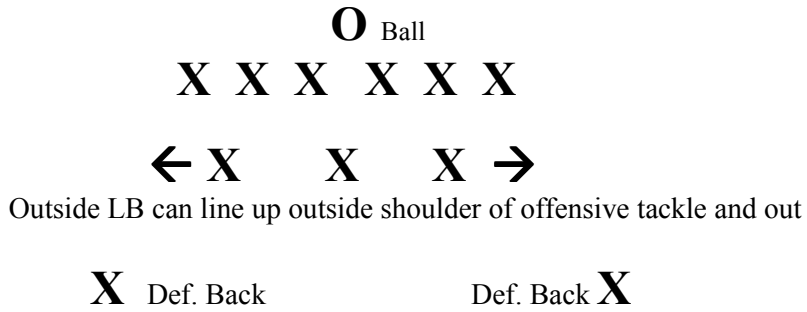 O Ball
X X X X X X
← X X X →
Outside LB can line up outside shoulder of offensive tackle and out
X Def. Back Def. Back X